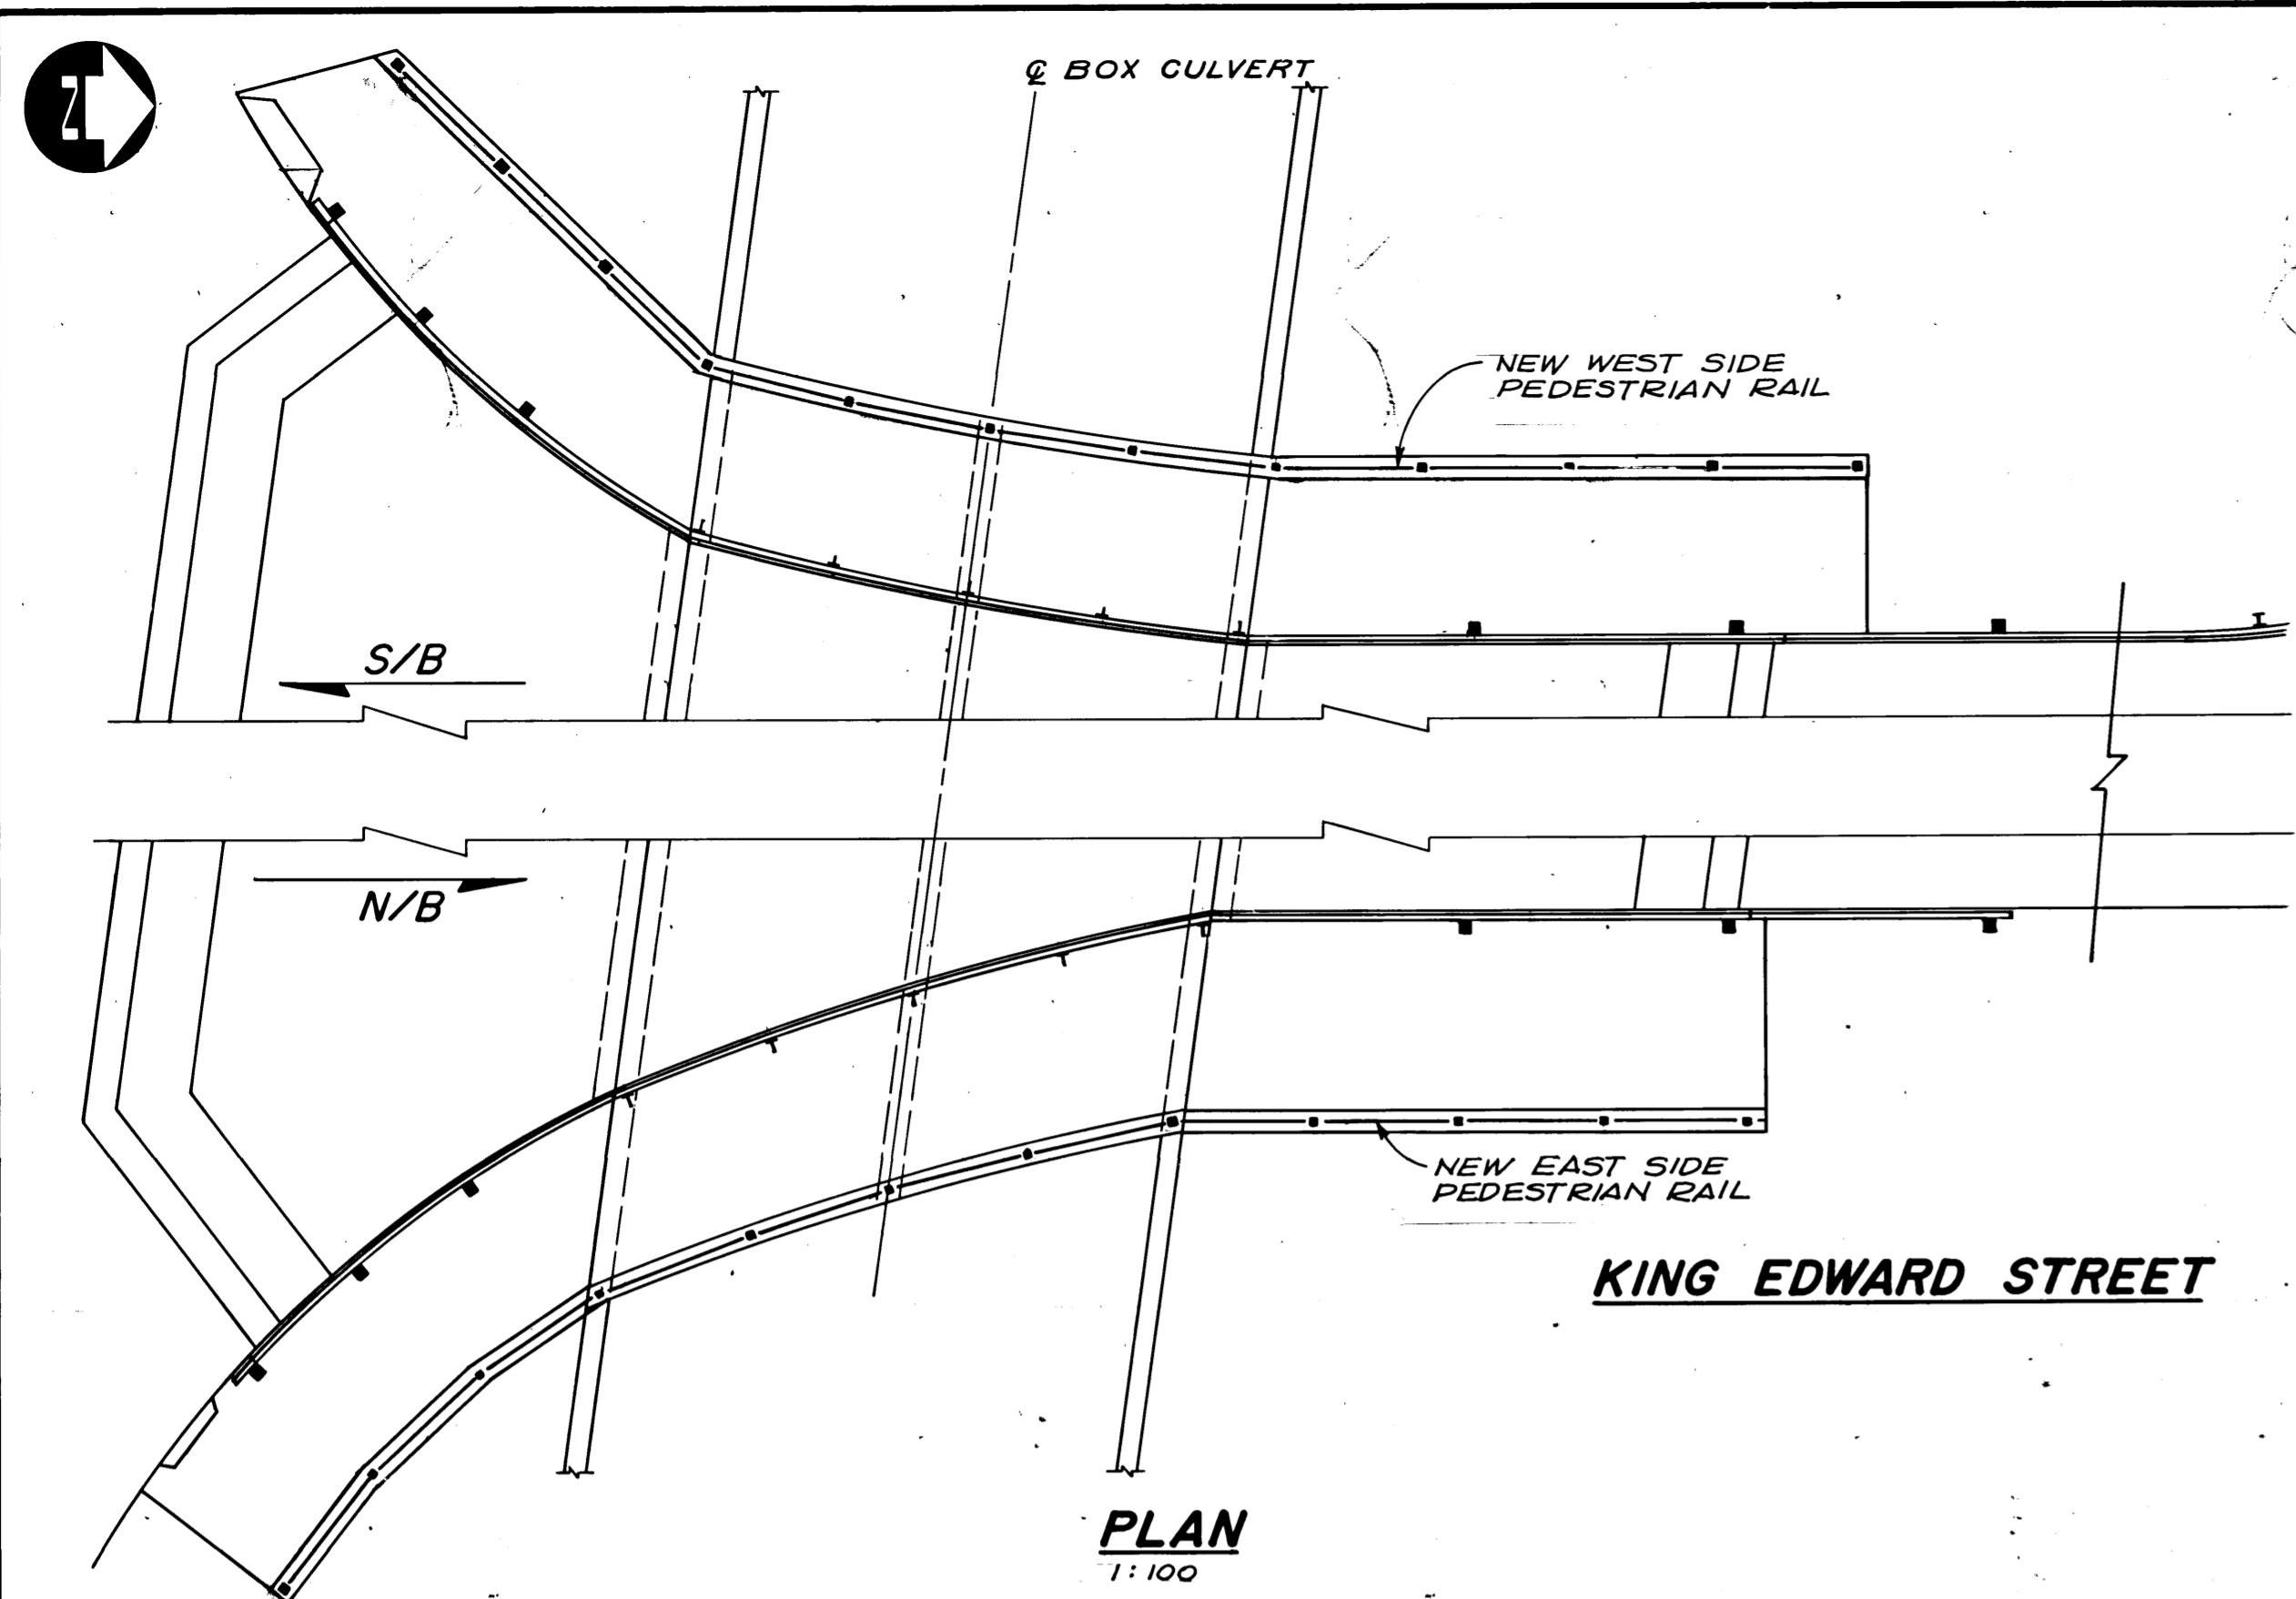 N
℄ BOX CULVERT
NEW WEST SIDE
PEDESTRIAN RAIL
S/B
N/B
NEW EAST SIDE
PEDESTRIAN RAIL
KING EDWARD STREET
PLAN
1:100